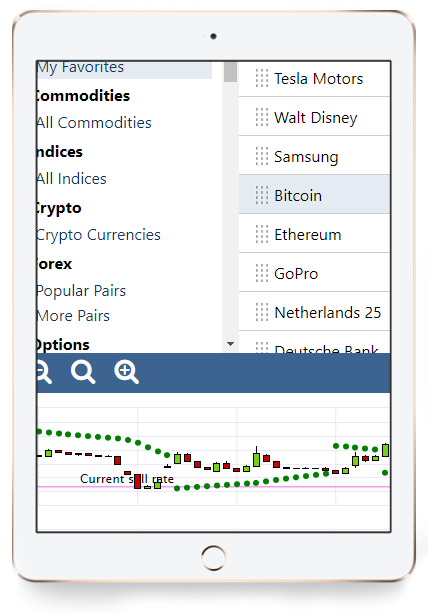 My Favorites
Commodities
All Commodities
Indices
All Indices
Crypto
Crypto Currencies
Forex
Popular Pairs
More Pairs
Options
Tesla Motors
Walt Disney
Samsung
Bitcoin
Ethereum
GoPro
Netherlands 25
Deutsche Bank
Current sell rate